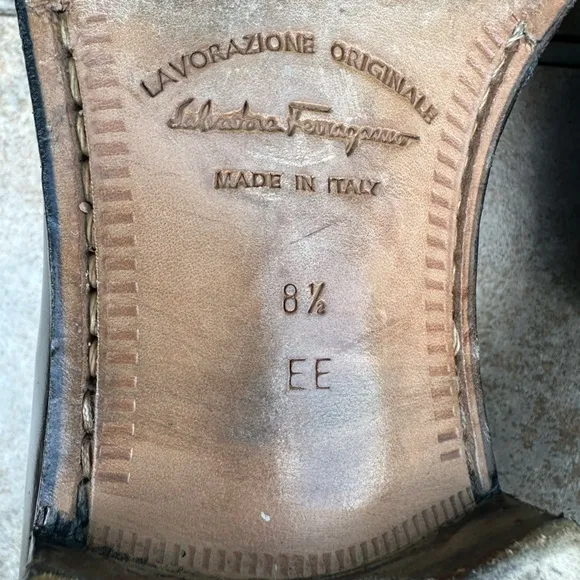 LAVORAZIONE ORIGINALE
Salvatore Ferragamo
MADE IN ITALY
8½
EE